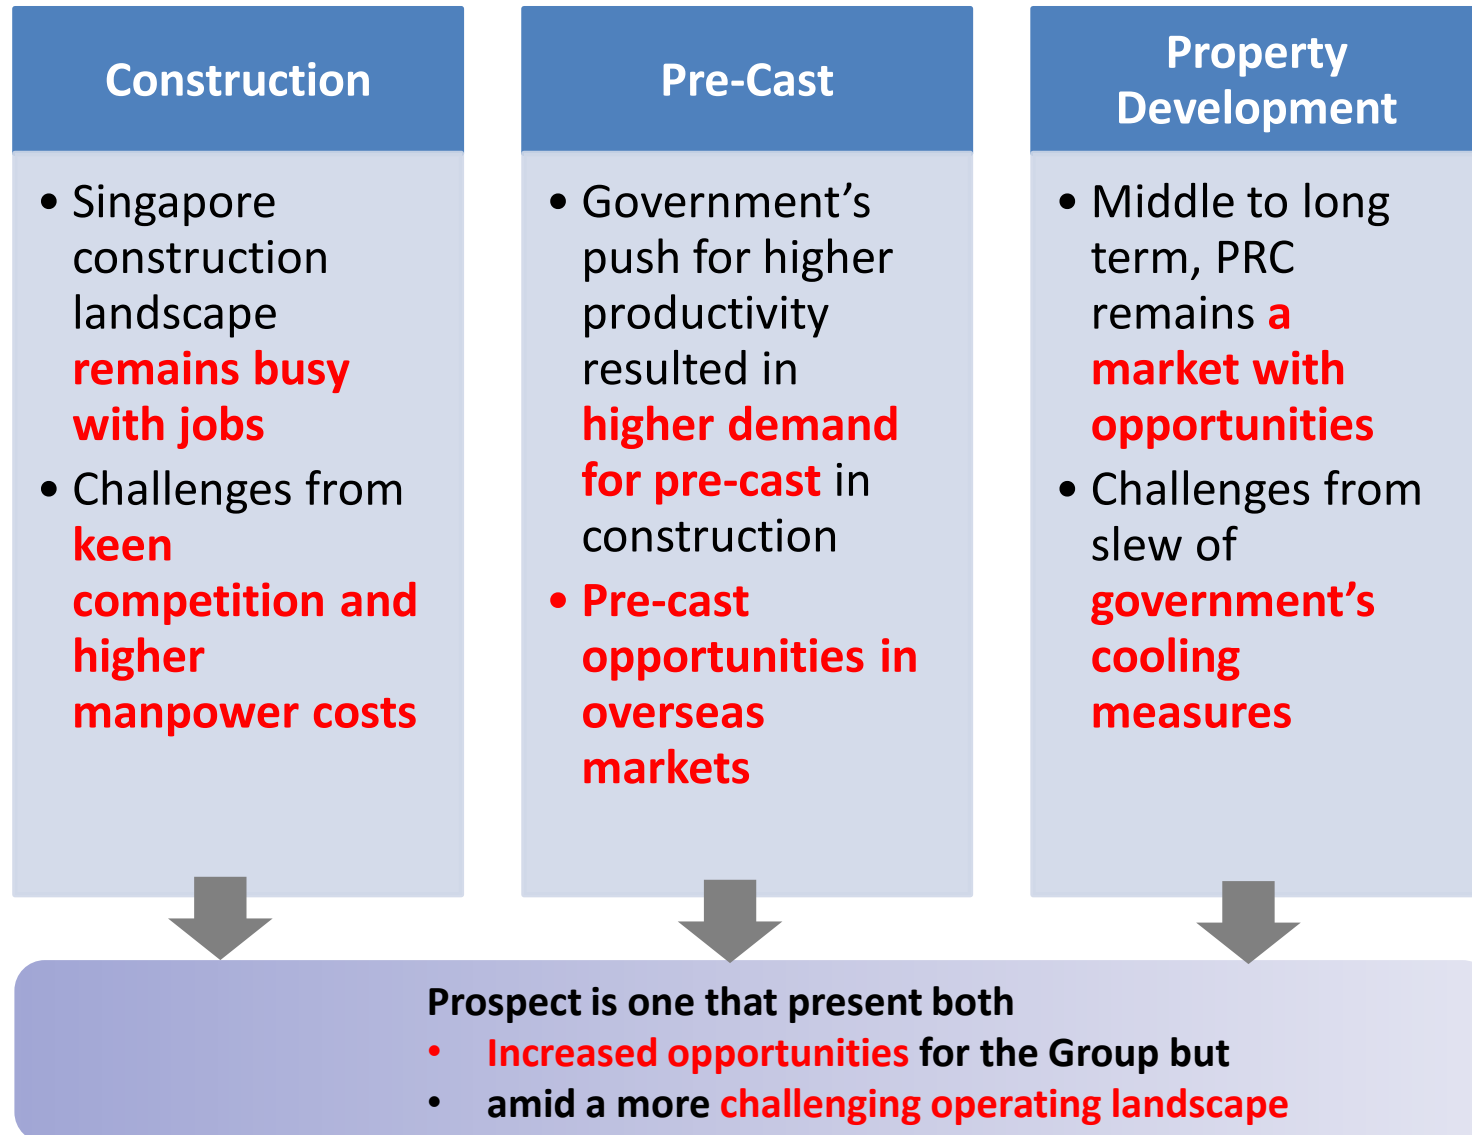 Construction
• Singapore
construction
landscape
remains busy
with jobs
• Challenges from
keen
competition and
higher
manpower costs
Pre-Cast
• Government’s
push for higher
productivity
resulted in
higher demand
for pre-cast in
construction
• Pre-cast
opportunities in
overseas
markets
Property
Development
• Middle to long
term, PRC
remains a
market with
opportunities
• Challenges from
slew of
government’s
cooling
measures
Prospect is one that present both
• Increased opportunities for the Group but
• amid a more challenging operating landscape